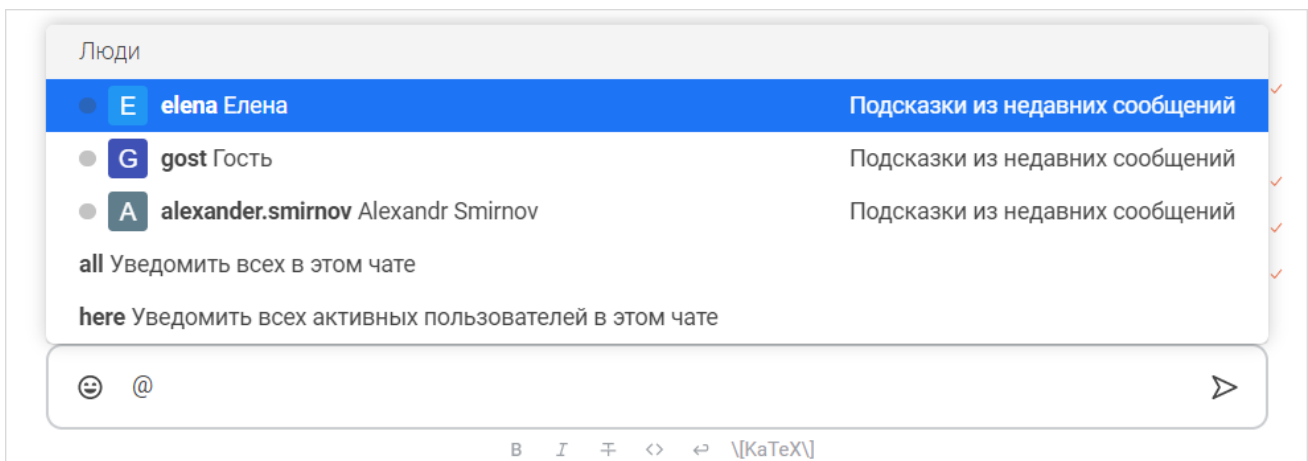 Люди
E elena Елена Подсказки из недавних сообщений
G gost Гость Подсказки из недавних сообщений
A alexander.smirnov Alexandr Smirnov Подсказки из недавних сообщений
all Уведомить всех в этом чате
here Уведомить всех активных пользователей в этом чате
@
B I T <> ↵ \[KaTeX\]